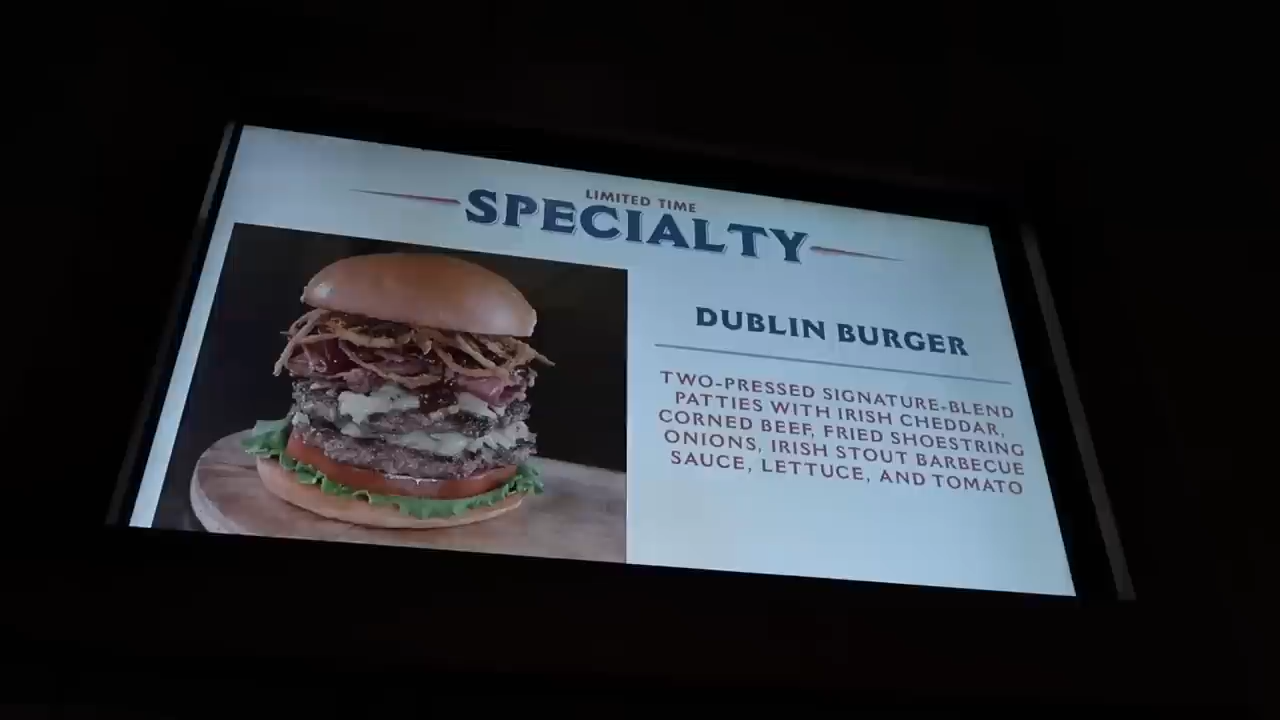 LIMITED TIME
SPECIALTY
DUBLIN BURGER
TWO-PRESSED SIGNATURE-BLEND
PATTIES WITH IRISH CHEDDAR,
CORNED BEEF, FRIED SHOESTRING
ONIONS, IRISH STOUT BARBECUE
SAUCE, LETTUCE, AND TOMATO